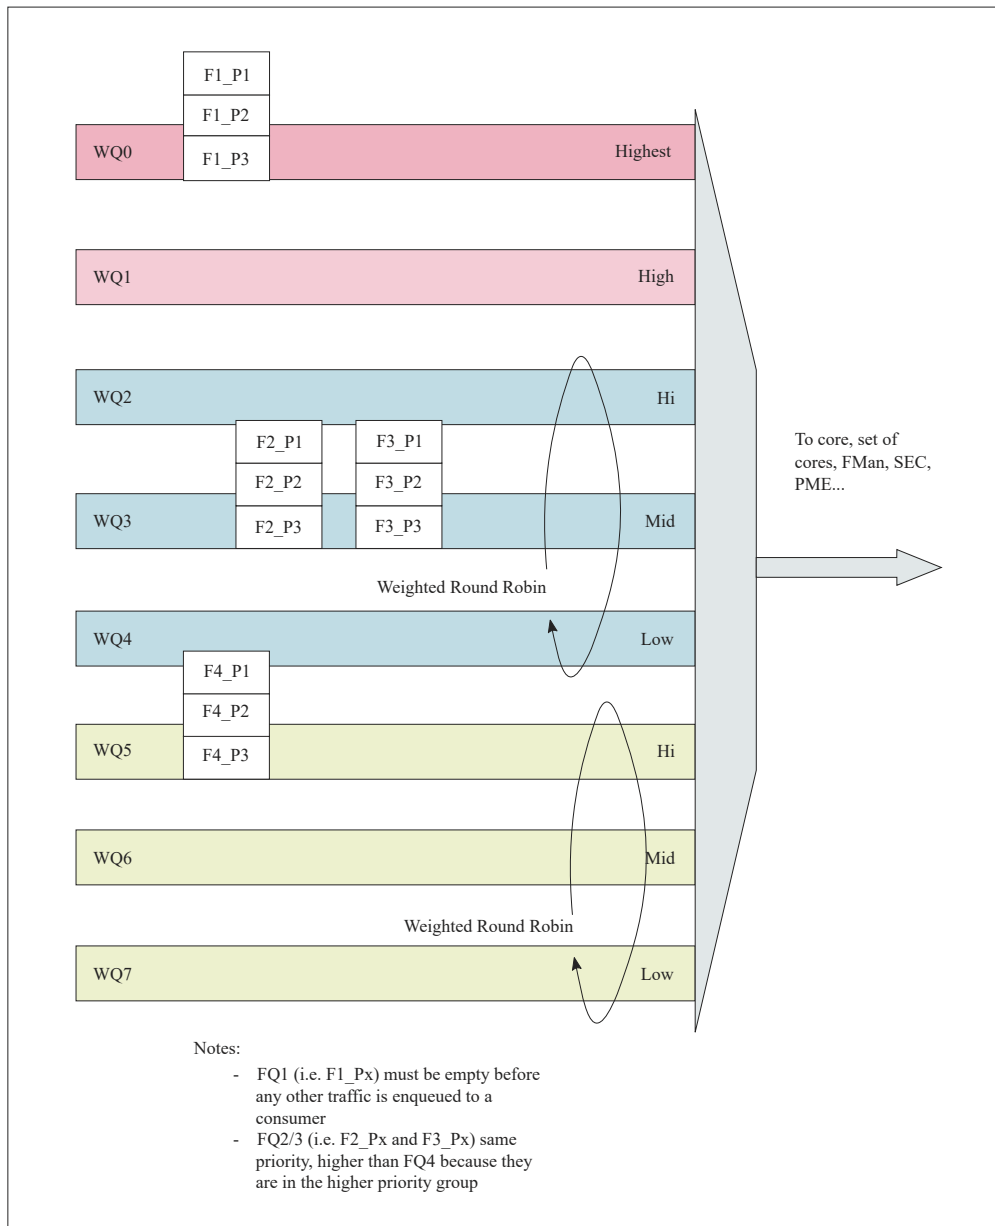 F1_P1
F1_P2
WQ0
F1_P3
Highest
WQ1
High
WQ2
Hi
F2_P1
F3_P1
F2_P2
F3_P2
WQ3
F2_P3
F3_P3
Mid
To core, set of
cores, FMan, SEC,
PME...
Weighted Round Robin
WQ4
Low
F4_P1
F4_P2
WQ5
F4_P3
Hi
WQ6
Mid
Weighted Round Robin
WQ7
Low
Notes:
- FQ1 (i.e. F1_Px) must be empty before
any other traffic is enqueued to a
consumer
- FQ2/3 (i.e. F2_Px and F3_Px) same
priority, higher than FQ4 because they
are in the higher priority group